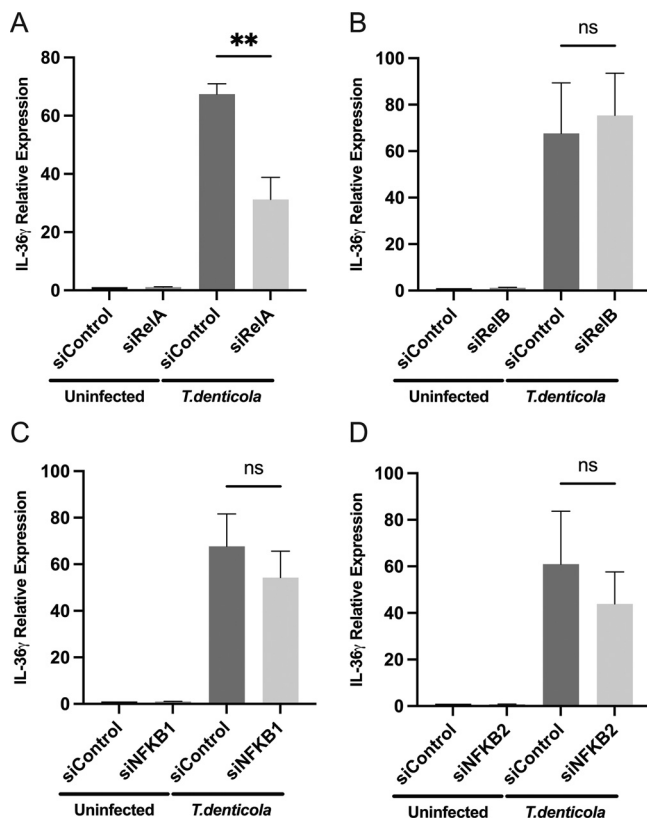 A
IL-36γ Relative Expression
80
60
40
20
0
**
siControl
siRelA
siControl
siRelA
Uninfected
T.denticola
B
IL-36γ Relative Expression
100
80
60
40
20
0
ns
siControl
siRelB
siControl
siRelB
Uninfected
T.denticola
C
IL-36γ Relative Expression
100
80
60
40
20
0
ns
siControl
siNFKB1
siControl
siNFKB1
Uninfected
T.denticola
D
IL-36γ Relative Expression
100
80
60
40
20
0
ns
siControl
siNFKB2
siControl
siNFKB2
Uninfected
T.denticola